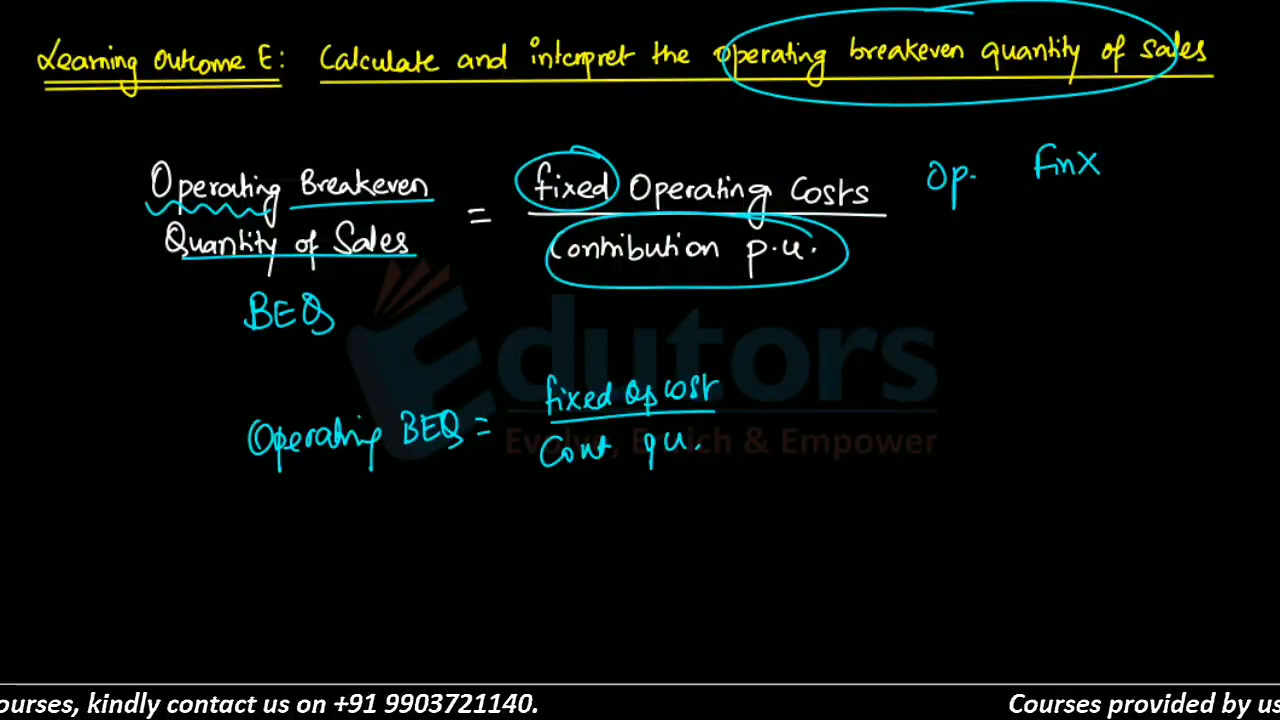 Learning Outcome E: Calculate and interpret the operating breakeven quantity of sales
Operating Breakeven Quantity of Sales = fixed Operating Costs
Contribution p.u.
Op. Fin X
BEQ
Edutors
Evolve, Enrich & Empower
Operating BEQ = fixed op cost
Cont p u.
ourses, kindly contact us on +91 9903721140. Courses provided by us